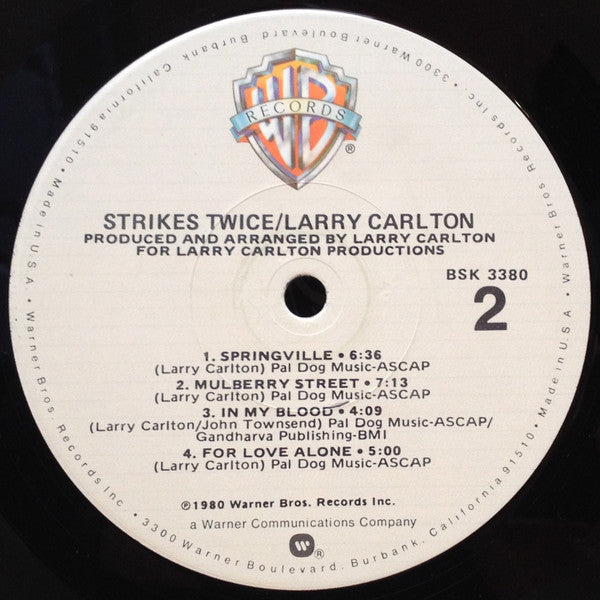 WB
RECORDS
®
STRIKES TWICE/LARRY CARLTON
PRODUCED AND ARRANGED BY LARRY CARLTON
FOR LARRY CARLTON PRODUCTIONS
BSK 3380
2
1. SPRINGVILLE • 6:36
(Larry Carlton) Pal Dog Music-ASCAP
2. MULBERRY STREET • 7:13
(Larry Carlton) Pal Dog Music-ASCAP
3. IN MY BLOOD • 4:09
(Larry Carlton/John Townsend) Pal Dog Music-ASCAP/
Gandharva Publishing-BMI
4. FOR LOVE ALONE • 5:00
(Larry Carlton) Pal Dog Music-ASCAP
℗1980 Warner Bros. Records Inc.
a Warner Communications Company
W®
Made in U.S.A. • Warner Bros. Records Inc. • 3300 Warner Boulevard, Burbank, California 91510 • Made in U.S.A. • Warner Bros. Records Inc. • 3300 Warner Boulevard, Burbank, California 91510 •